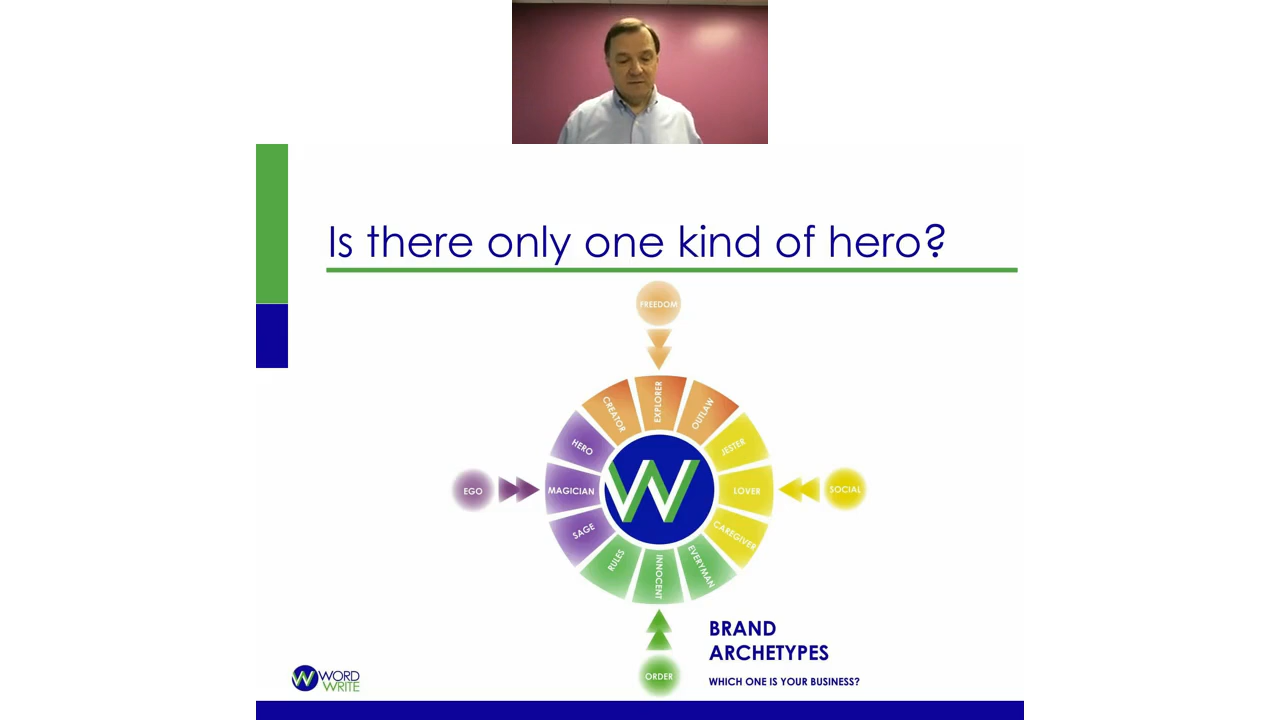 Is there only one kind of hero?
FREEDOM
CREATOR
EXPLORER
OUTLAW
HERO
JESTER
EGO
MAGICIAN
W
LOVER
SOCIAL
SAGE
CAREGIVER
RULES
INNOCENT
EVERYMAN
BRAND
ARCHETYPES
ORDER
WHICH ONE IS YOUR BUSINESS?
W WORD
WRITE